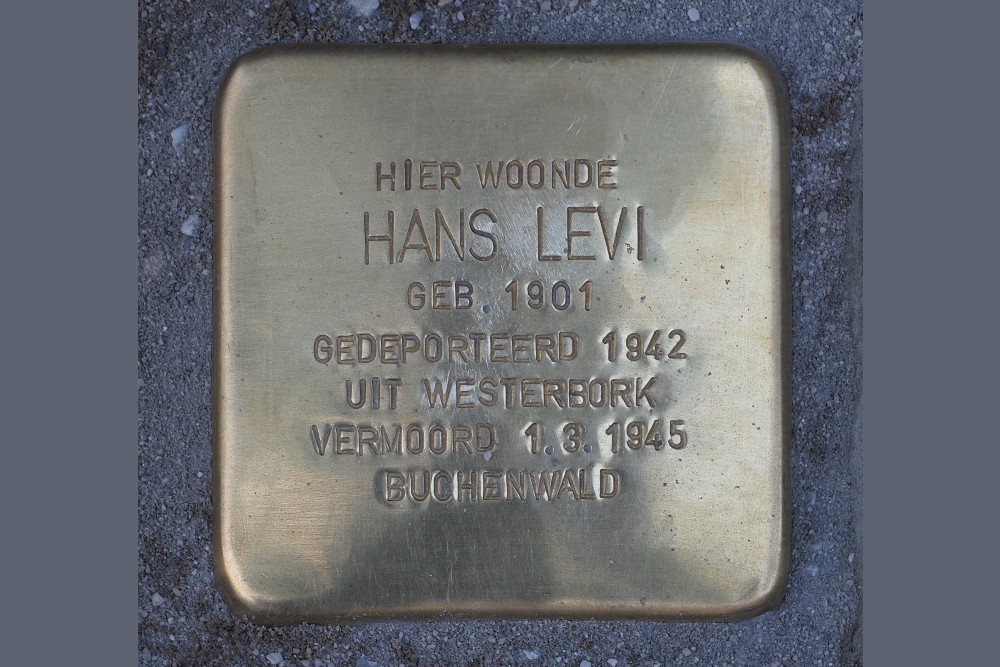 HIER WOONDE
HANS LEVI
GEB. 1901
GEDEPORTEERD 1942
UIT WESTERBORK
VERMOORD 1.3.1945
BUCHENWALD